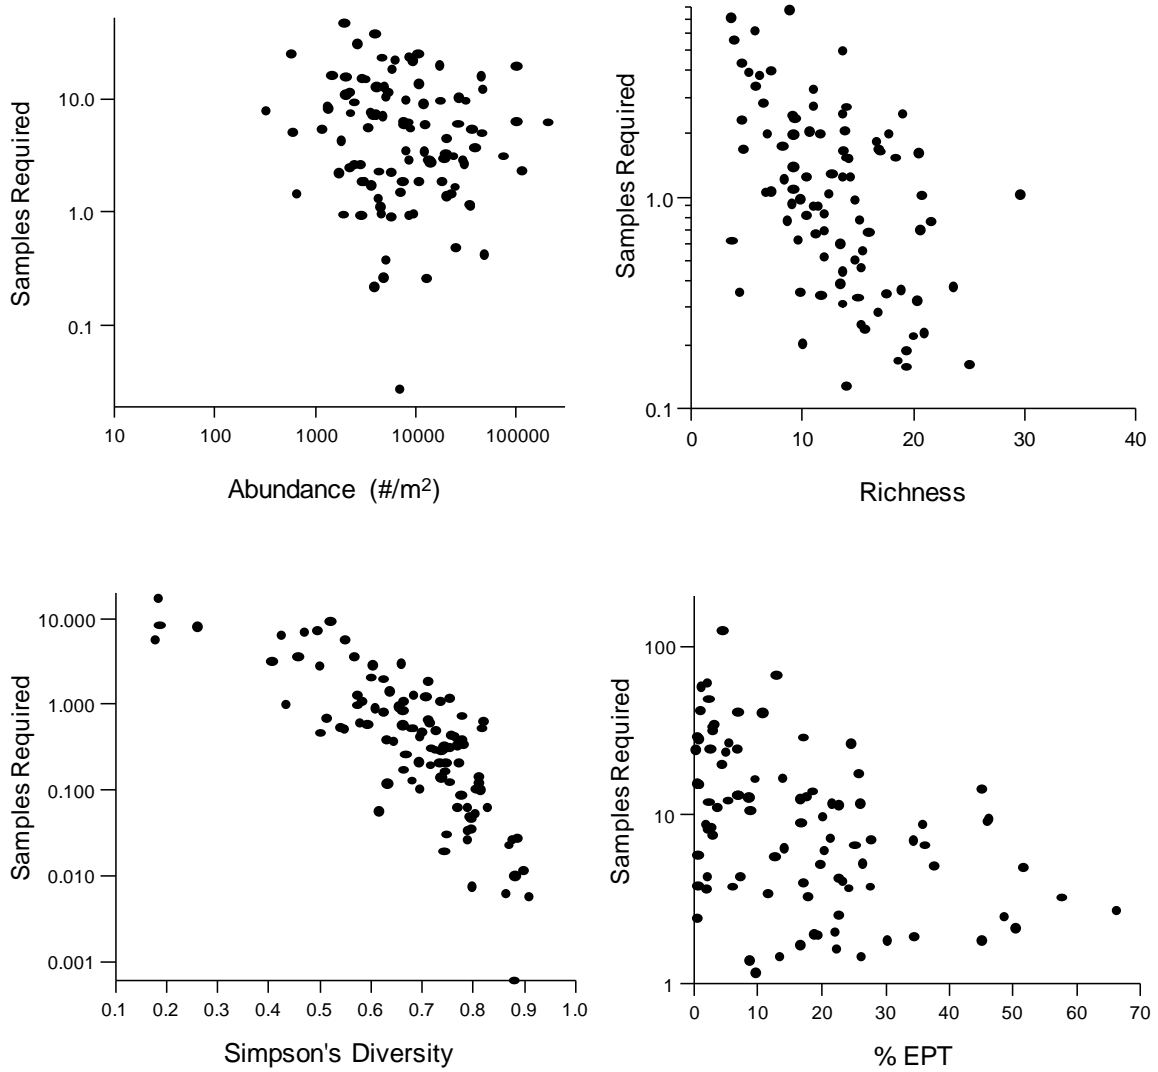 Samples Required
10.0
1.0
0.1
10 100 1000 10000 100000
Abundance (#/m²)
Samples Required
1.0
0.1
0 10 20 30 40
Richness
Samples Required
10.000
1.000
0.100
0.010
0.001
0.1 0.2 0.3 0.4 0.5 0.6 0.7 0.8 0.9 1.0
Simpson's Diversity
Samples Required
100
10
1
0 10 20 30 40 50 60 70
% EPT